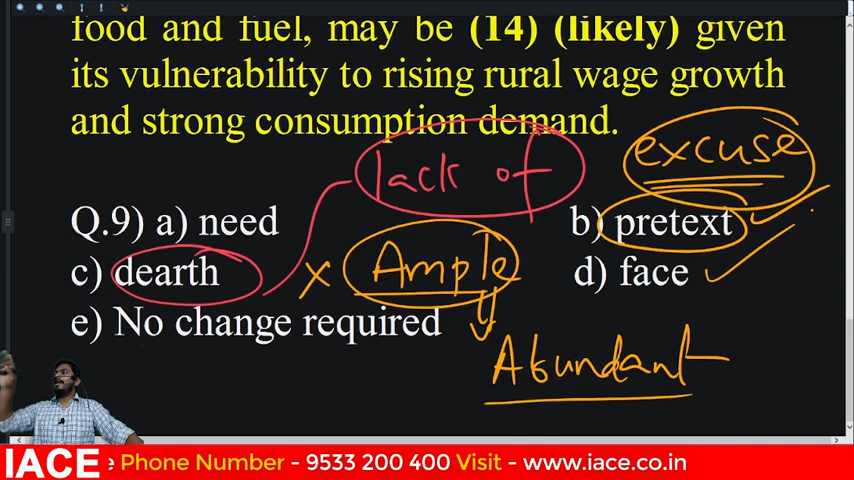 food and fuel, may be (14) (likely) given
its vulnerability to rising rural wage growth
and strong consumption demand.
lack of
excuse
Q.9) a) need
b) pretext
c) dearth
x Ample
d) face
e) No change required
Abundant
IACE Phone Number - 9533 200 400 Visit - www.iace.co.in